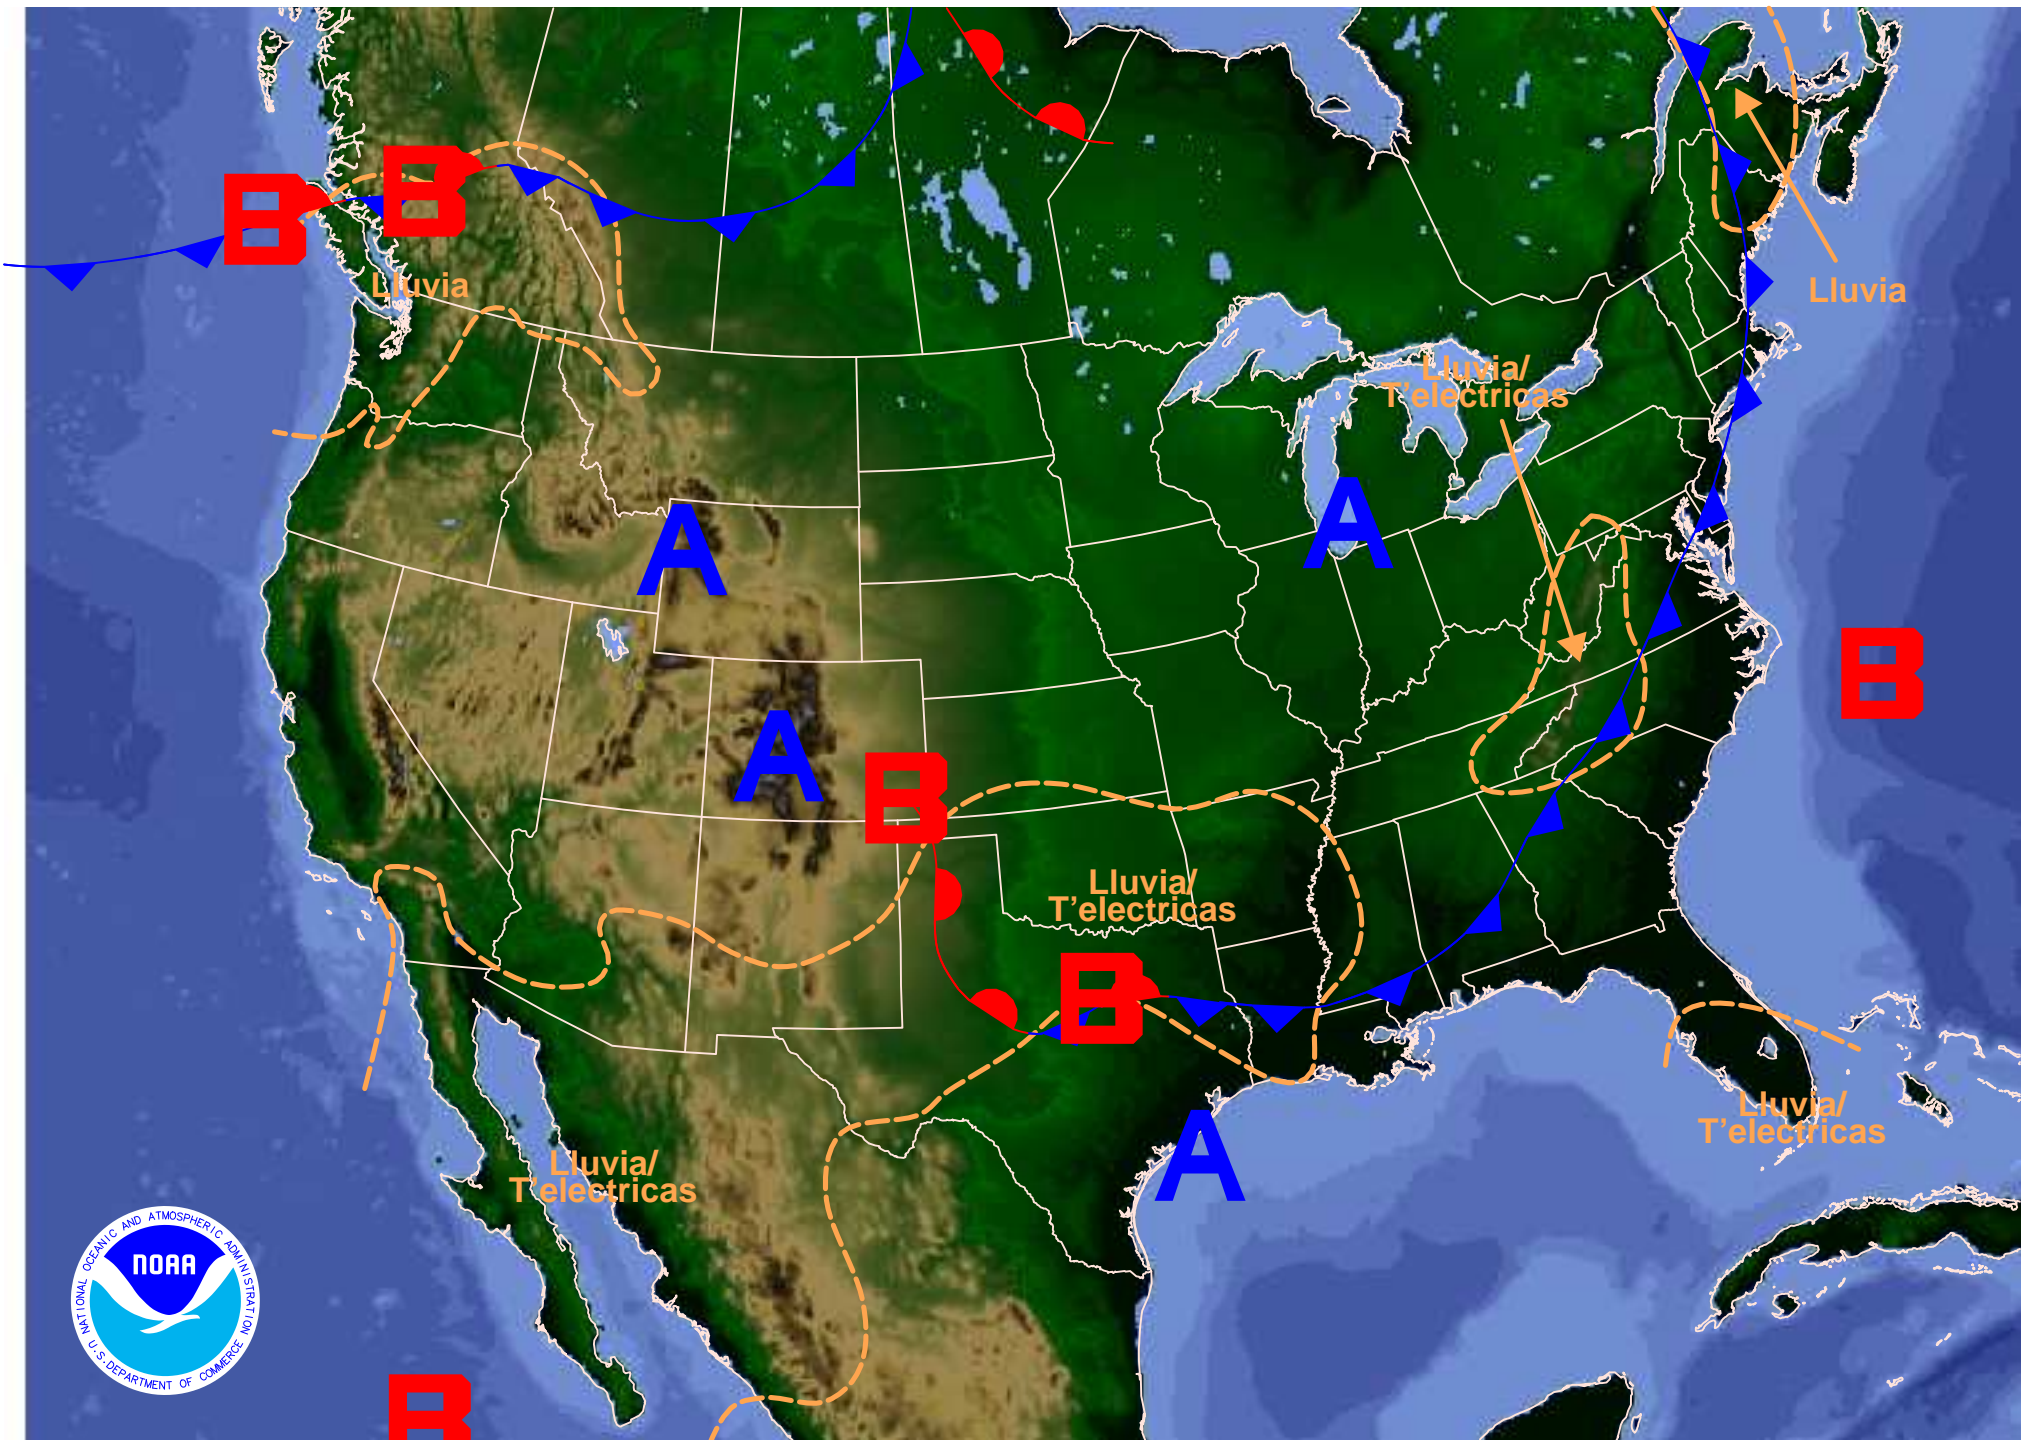 B
B
Lluvia
Lluvia
Lluvia/
T'electricas
A
A
A
B
B
Lluvia/
T'electricas
B
A
Lluvia/
T'electricas
Lluvia/
T'electricas
NATIONAL OCEANIC AND ATMOSPHERIC ADMINISTRATION
NOAA
U.S. DEPARTMENT OF COMMERCE
B